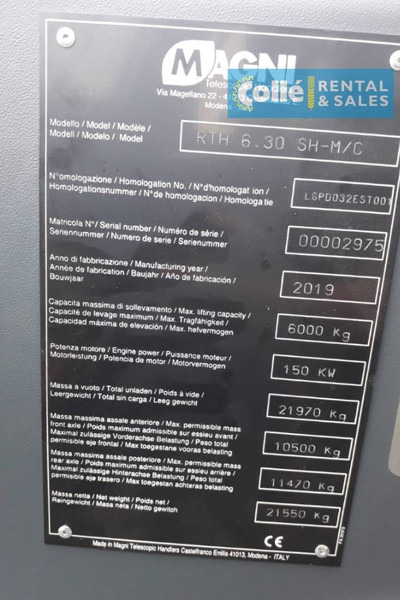 MAGNI
Via Magellano 22 - 4
Modena
Collé RENTAL
& SALES
Modello / Model / Modèle /
Modell / Modelo / Model
RTH 6.30 SH-M/C
N°omologazione / Homologation No. / N°d'homologation /
Homologationsnummer / N°de homologacion / Homologatie
LGPD032EST001
Matricola N°/ Serial number / Numéro de série /
Seriennummer / Numero de serie / Serienummer
00002975
Anno di fabbricazione / Manufacturing year /
Année de fabrication / Baujahr / Año de fabricación /
Bouwjaar
2019
Capacita massima di sollevamento / Max. lifting capacity /
Capacité de levage maximum / Max. Tragfähigkeit /
Capacidad máxima de elevación / Max. hefvermogen
6000 Kg
Potenza motore / Engine power / Puissance moteur /
Motorleistung / Potencia de motor / Motorvermogen
150 KW
Massa a vuoto / Total unladen / Poids à vide /
Leergewicht / Total sin carga / Leeg gewicht
21970 Kg
Massa massima assale anteriore / Max. permissible mass
front axle / Poids maximum admissible sur essieu avant /
Maximal zulässige Vorderachse Belastung / Peso total
permisible eje frontal / Max toegestane vooras belasting
10500 Kg
Massa massima assale posteriore / Max. permissible mass
rear axle / Poids maximum admissible sur essieu arrière /
Maximal zulässige Hinterachse Belastung / Peso total
permisible eje trasero / Max toegestan achteras belasting
11470 Kg
Massa netta / Net weight / Poids net /
Reingewicht / Masa neta / Netto gewitch
21550 Kg
CE
Made in Magni Telescopic Handlers Castelfranco Emilia 41013, Modena - ITALY